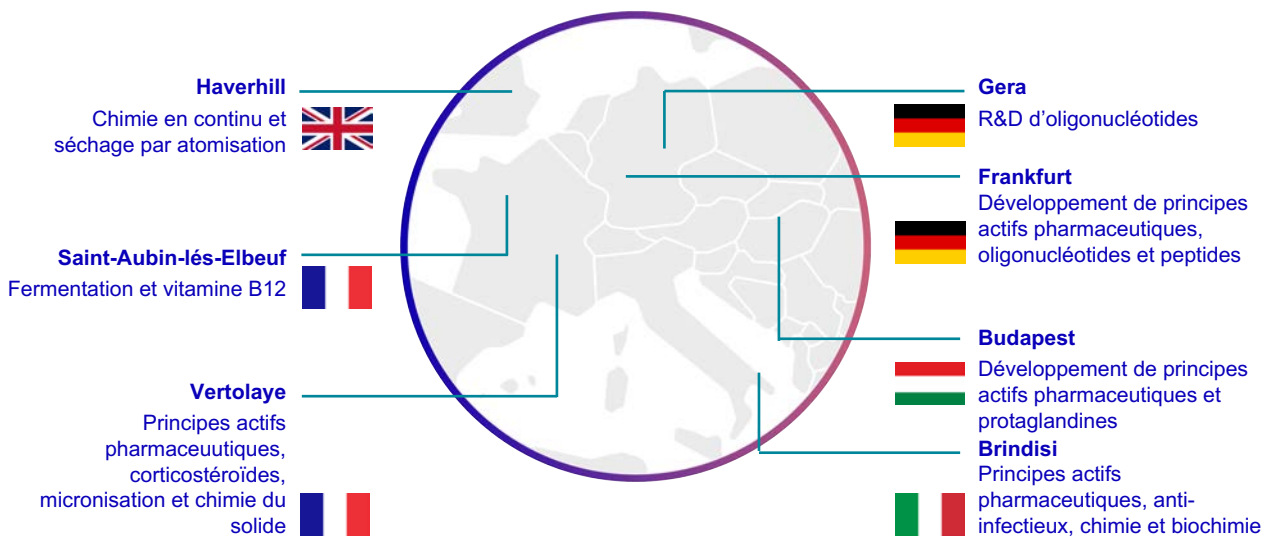 Haverhill
Chimie en continu et
séchage par atomisation
Saint-Aubin-lés-Elbeuf
Fermentation et vitamine B12
Vertolaye
Principes actifs
pharmaceuutiques,
corticostéroïdes,
micronisation et chimie du
solide
Gera
R&D d'oligonucléotides
Frankfurt
Développement de principes
actifs pharmaceutiques,
oligonucléotides et peptides
Budapest
Développement de principes
actifs pharmaceutiques et
protaglandines
Brindisi
Principes actifs
pharmaceutiques, anti-
infectieux, chimie et biochimie